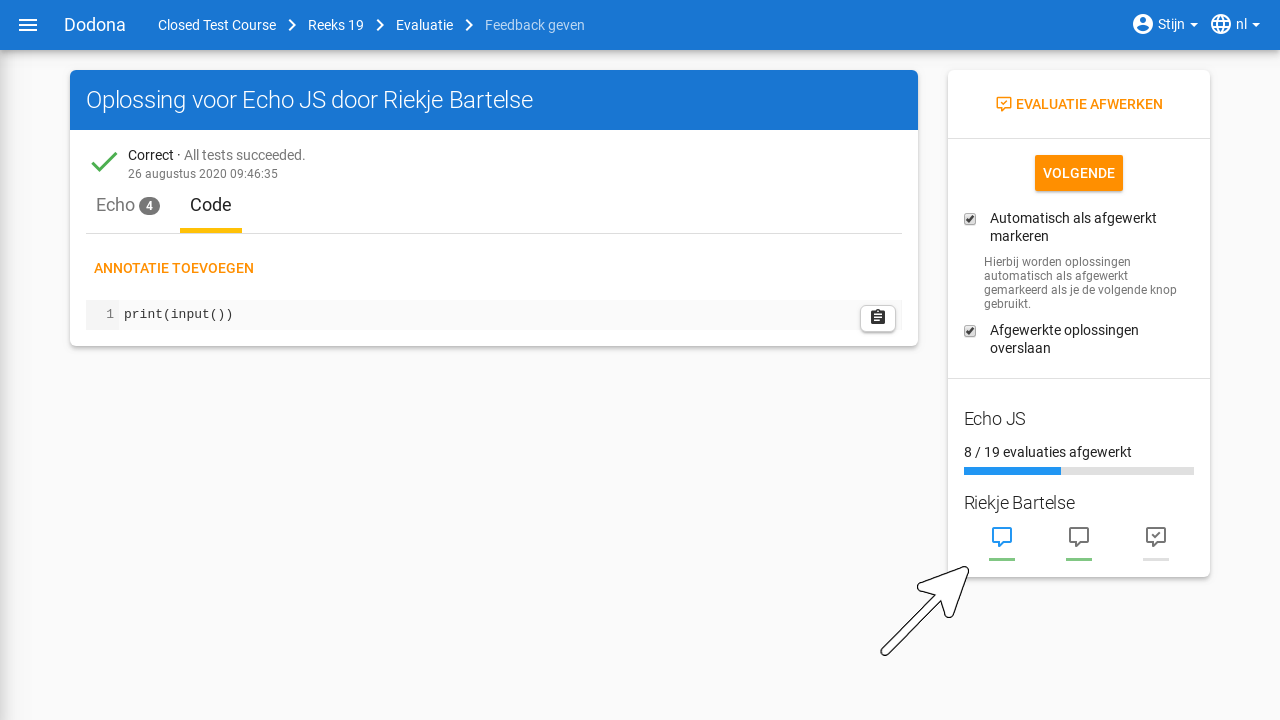 Dodona
Closed Test Course
Reeks 19
Evaluatie
Feedback geven
Stijn
nl
Oplossing voor Echo JS door Riekje Bartelse
Correct · All tests succeeded.
26 augustus 2020 09:46:35
Echo 4
Code
ANNOTATIE TOEVOEGEN
1 print(input())
EVALUATIE AFWERKEN
VOLGENDE
Automatisch als afgewerkt
markeren
Hierbij worden oplossingen
automatisch als afgewerkt
gemarkeerd als je de volgende knop
gebruikt.
Afgewerkte oplossingen
overslaan
Echo JS
8 / 19 evaluaties afgewerkt
Riekje Bartelse